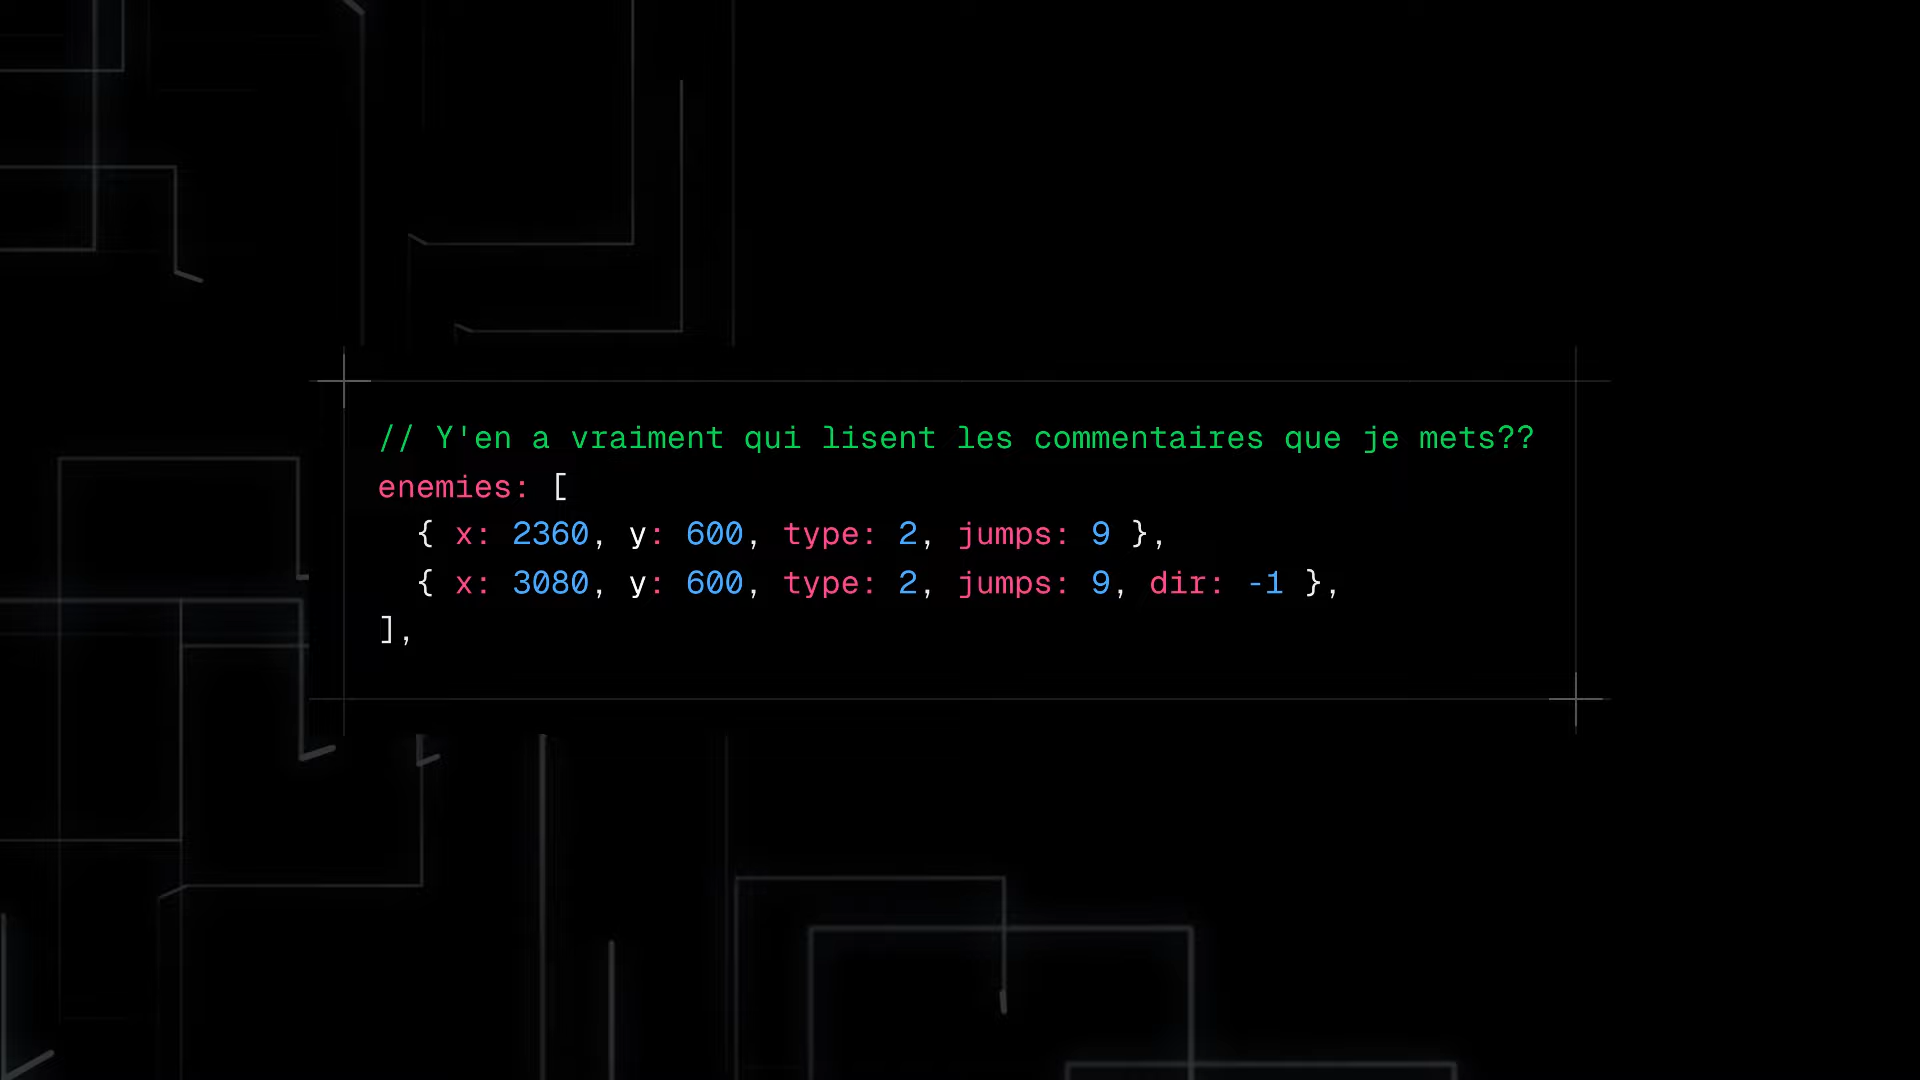 // Y'en a vraiment qui lisent les commentaires que je mets??
enemies: [
  { x: 2360, y: 600, type: 2, jumps: 9 },
  { x: 3080, y: 600, type: 2, jumps: 9, dir: -1 },
],